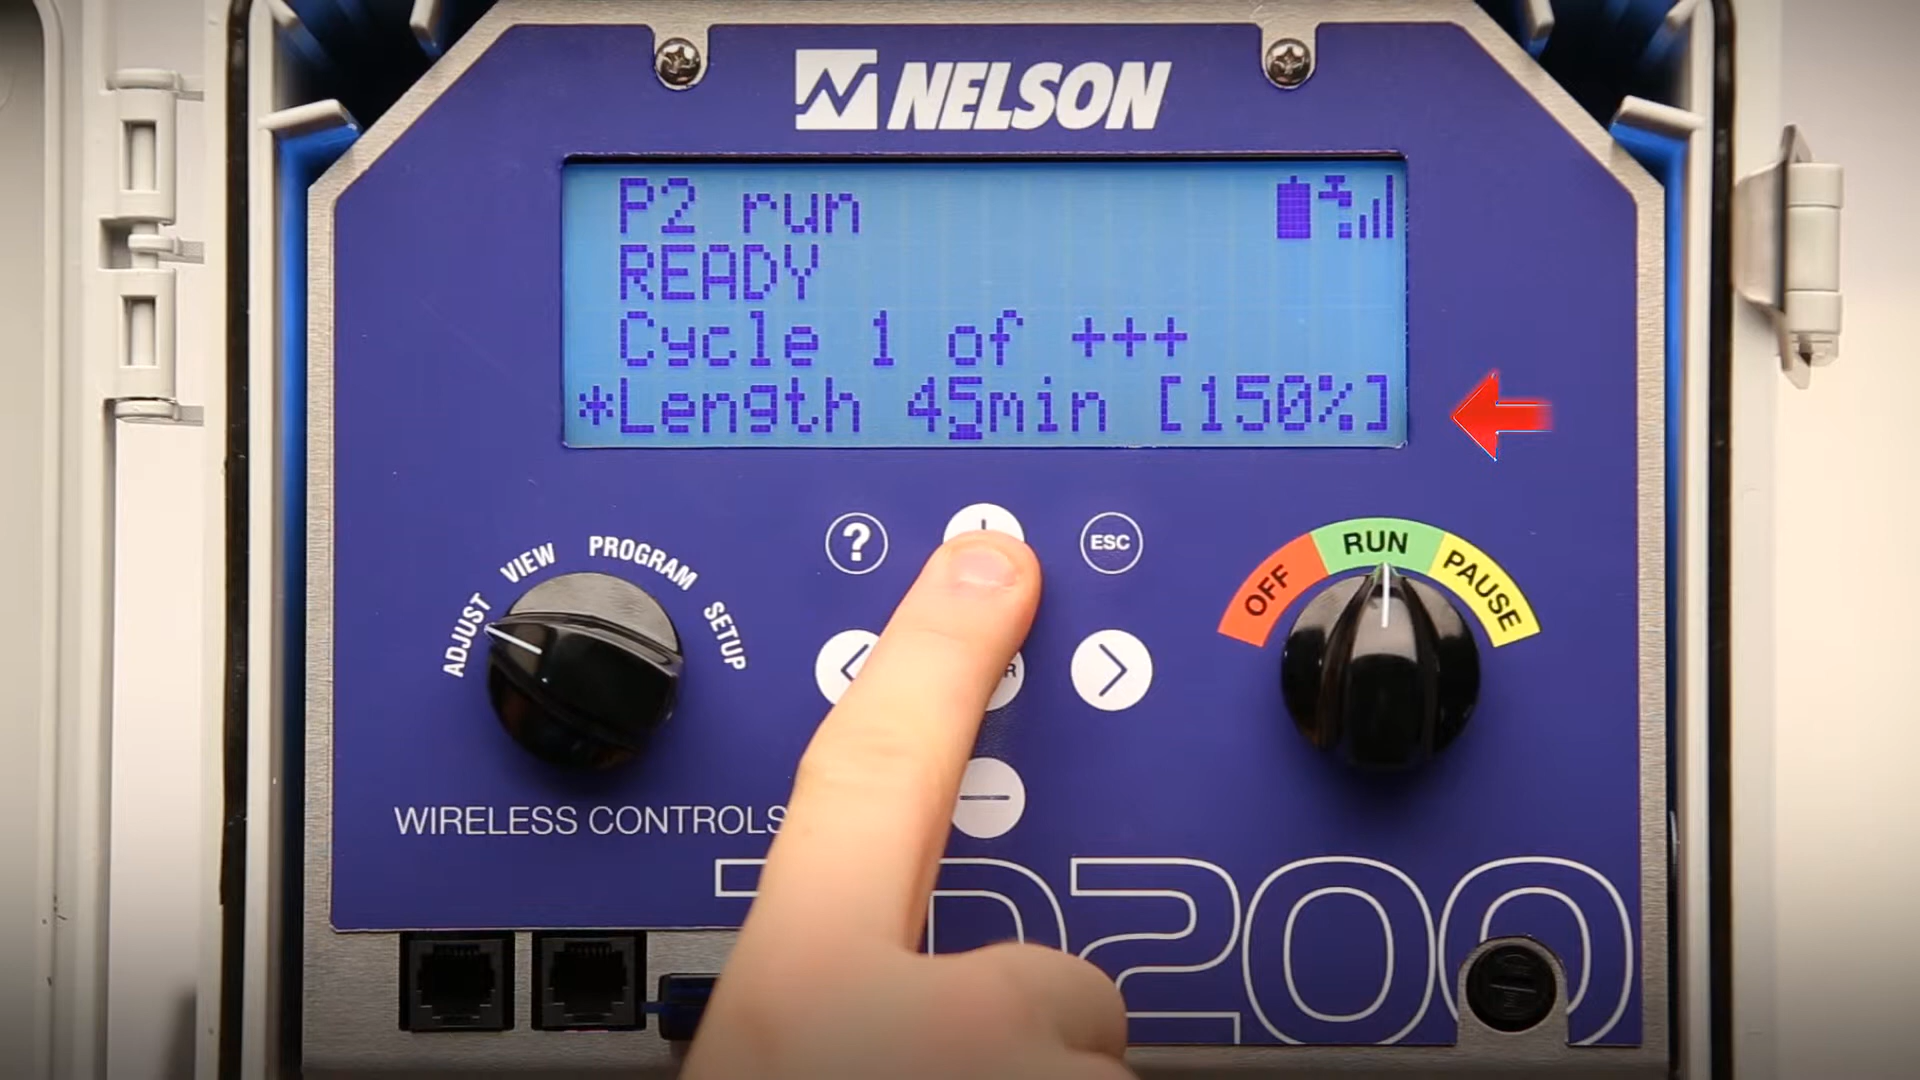 NELSON
P2 run
READY
Cycle 1 of +++
*Length 45min [150%]
?
ESC
ADJUST
VIEW
PROGRAM
SETUP
OFF
RUN
PAUSE
WIRELESS CONTROLS